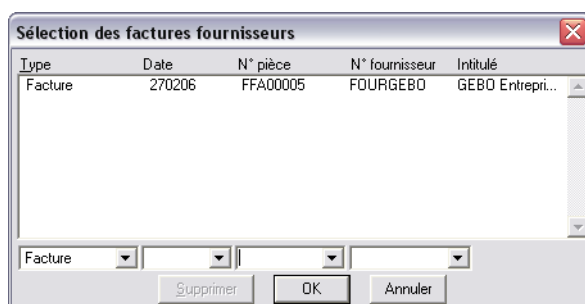 Sélection des factures fournisseurs
Type Date N° pièce N° fournisseur Intitulé
Facture 270206 FFA00005 FOURGEBO GEBO Entrepri...
Facture
Supprimer OK Annuler